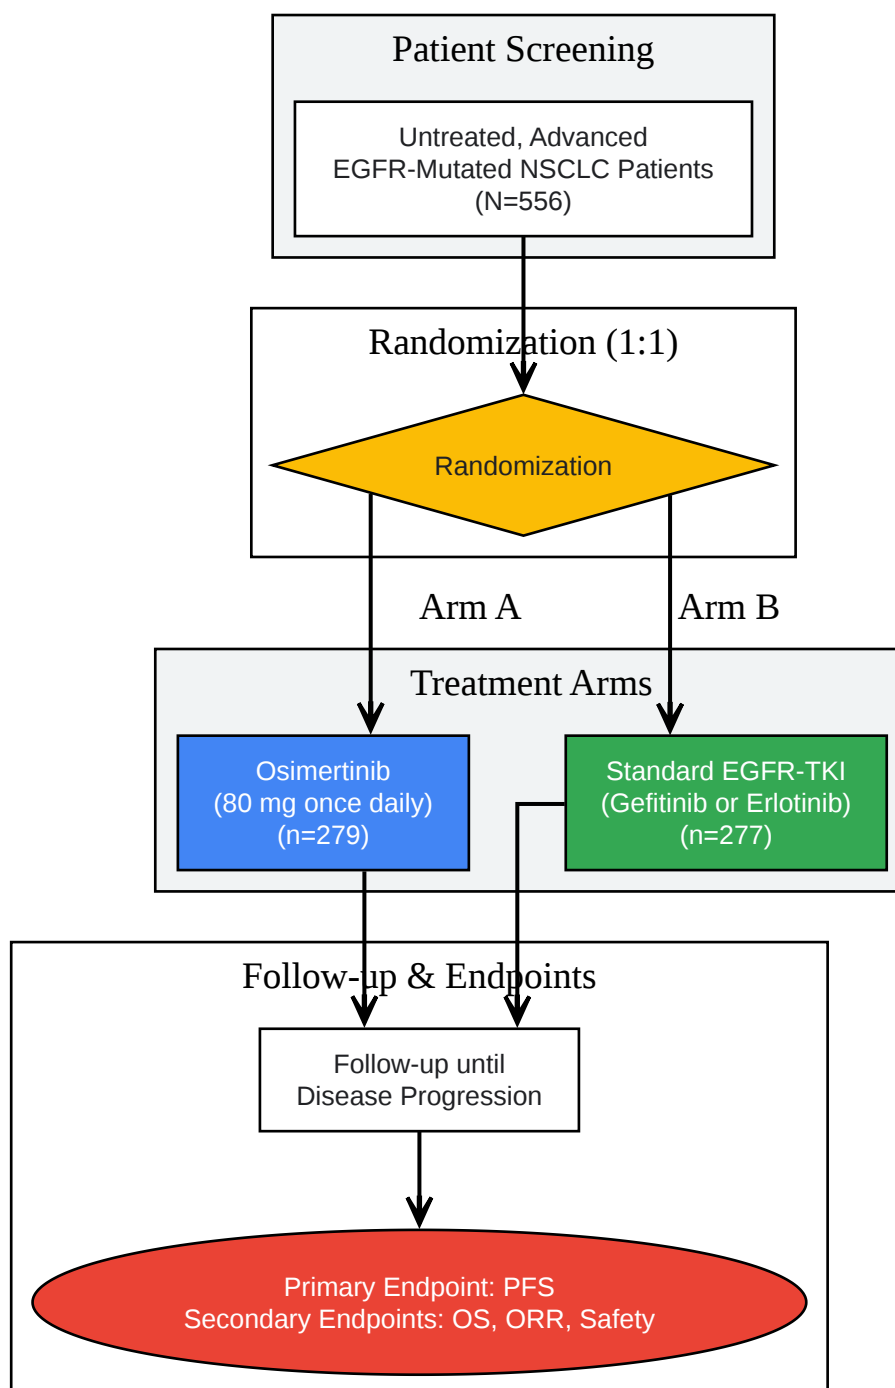 Patient Screening
Untreated, Advanced
EGFR-Mutated NSCLC Patients
(N=556)
Randomization (1:1)
Randomization
Arm A
Arm B
Treatment Arms
Osimertinib
(80 mg once daily)
(n=279)
Standard EGFR-TKI
(Gefitinib or Erlotinib)
(n=277)
Follow-up & Endpoints
Follow-up until
Disease Progression
Primary Endpoint: PFS
Secondary Endpoints: OS, ORR, Safety